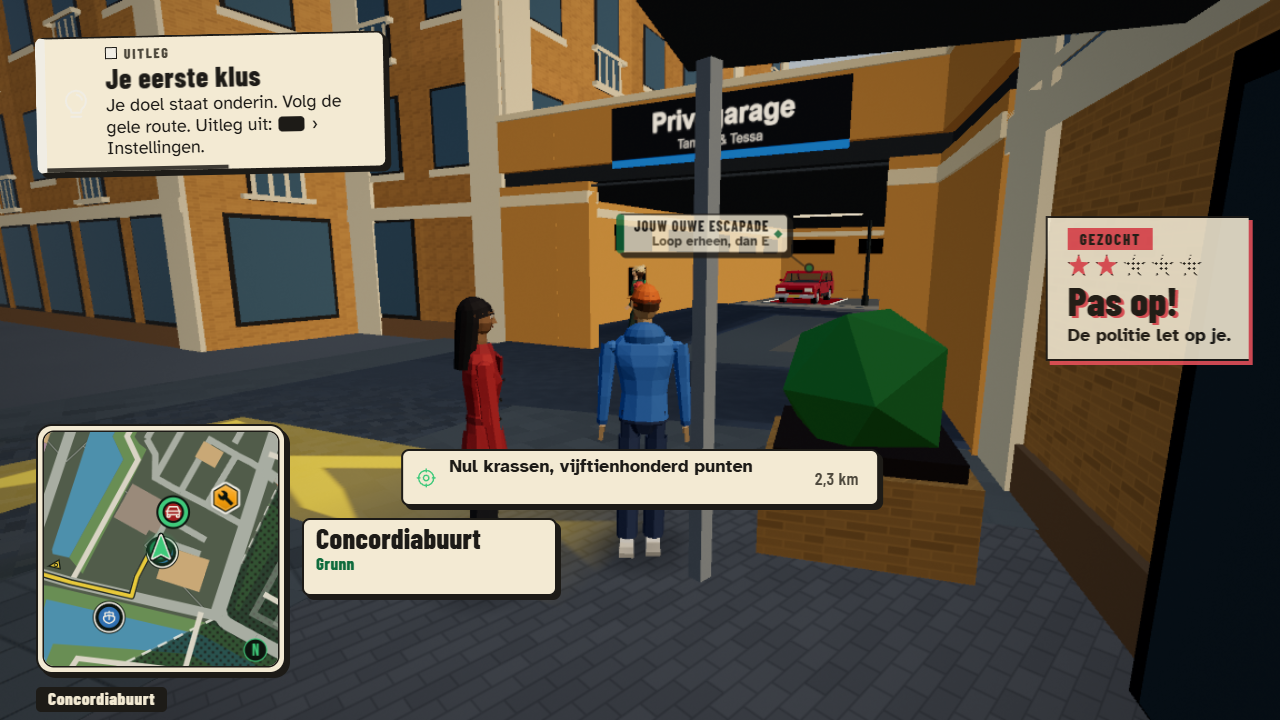 UITLEG
Je eerste klus
Je doel staat onderin. Volg de
gele route. Uitleg uit: ›
Instellingen.
Tessa
JOUW OUWE ESCAPADE
Loop erheen, dan E
GEZOCHT
Pas op!
De politie let op je.
Nul krassen, vijftienhonderd punten
2,3 km
Concordiabuurt
Grunn
N
Concordiabuurt